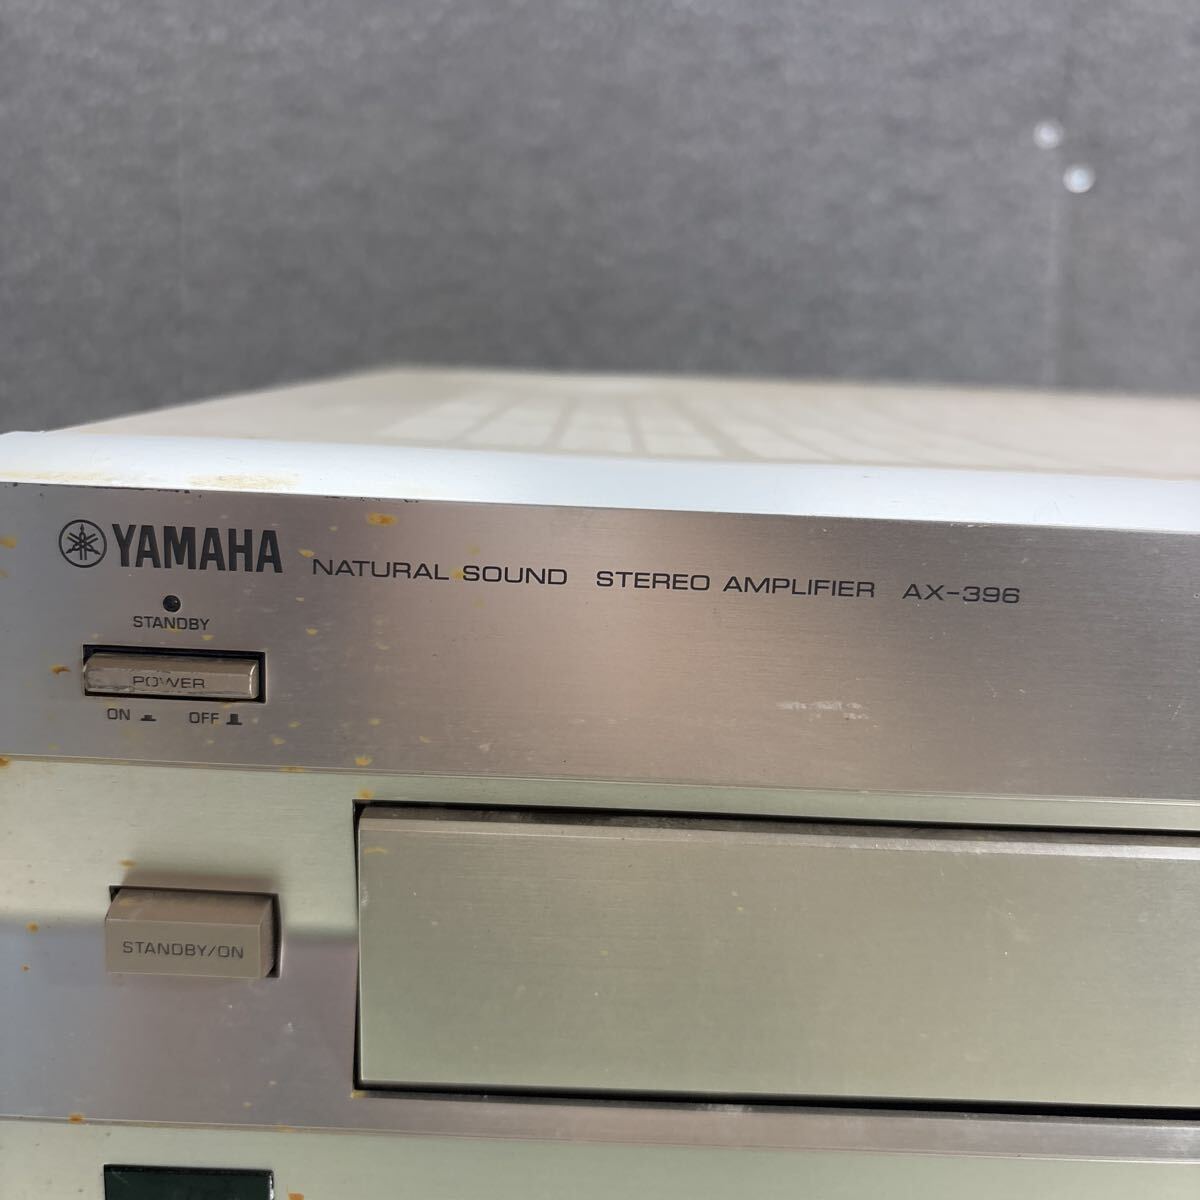 YAMAHA NATURAL SOUND STEREO AMPLIFIER AX-396
STANDBY
POWER
ON OFF
STANDBY/ON